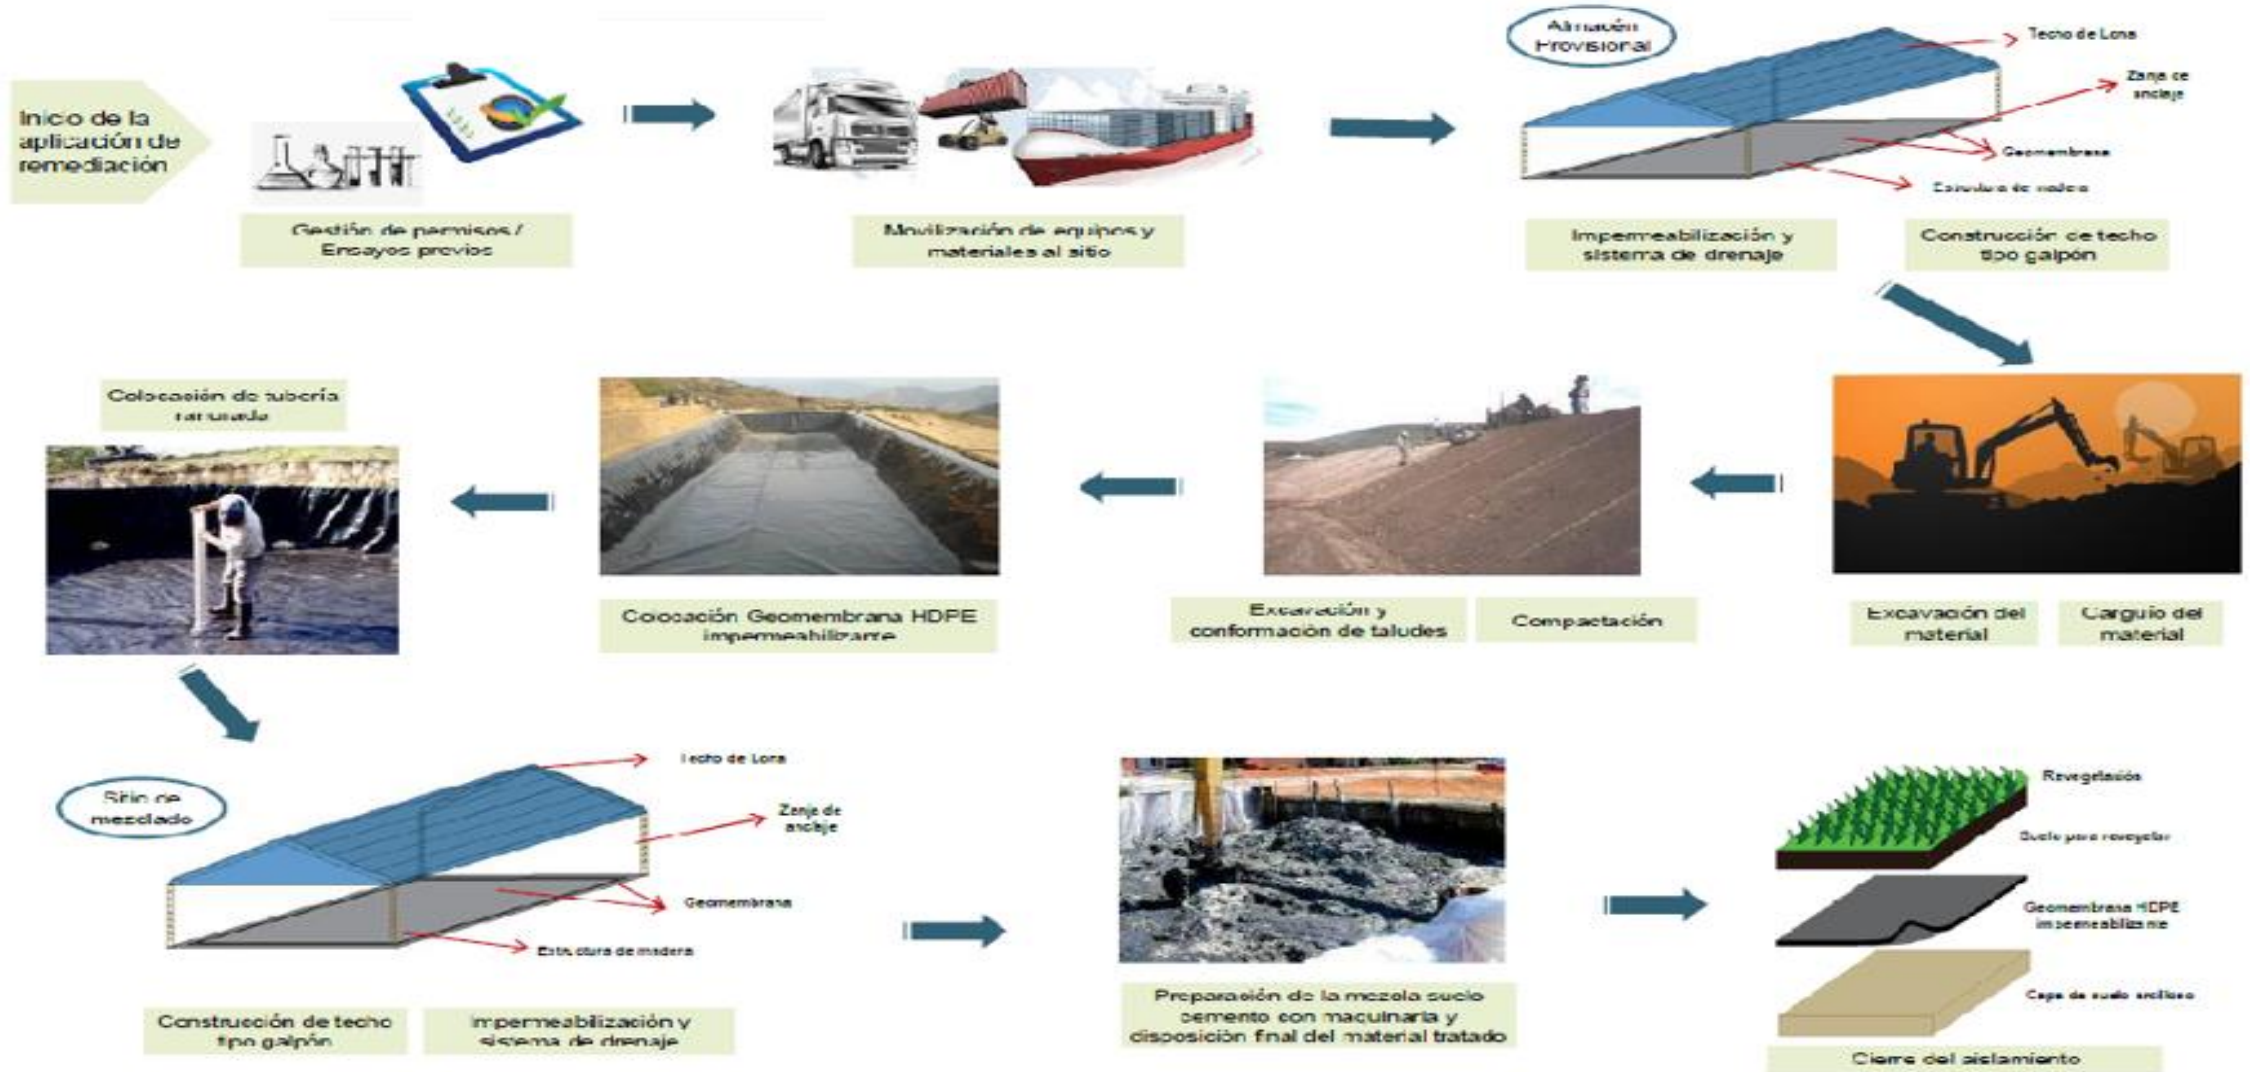 Inicio de la
aplicación de
remediación
Gestión de permisos /
Ensayos previos
Movilización de equipos y
materiales al sitio
Almacén
Provisional
Techo de Lona
Zanja de
anclaje
Geomembrana
Estructura de madera
Impermeabilización y
sistema de drenaje
Construcción de techo
tipo galpón
Excavación del
material
Carguío del
material
Excavación y
conformación de taludes
Compactación
Colocación Geomembrana HDPE
impermeabilizante
Colocación de tubería
ranurada
Sitio de
mezclado
Techo de Lona
Zanja de
anclaje
Geomembrana
Estructura de madera
Construcción de techo
tipo galpón
Impermeabilización y
sistema de drenaje
Preparación de la mezcla suelo
cemento con maquinaria y
disposición final del material tratado
Revegetación
Suelo para revegetar
Geomembrana HDPE
impermeabilizante
Capa de suelo arcilloso
Cierre del aislamiento